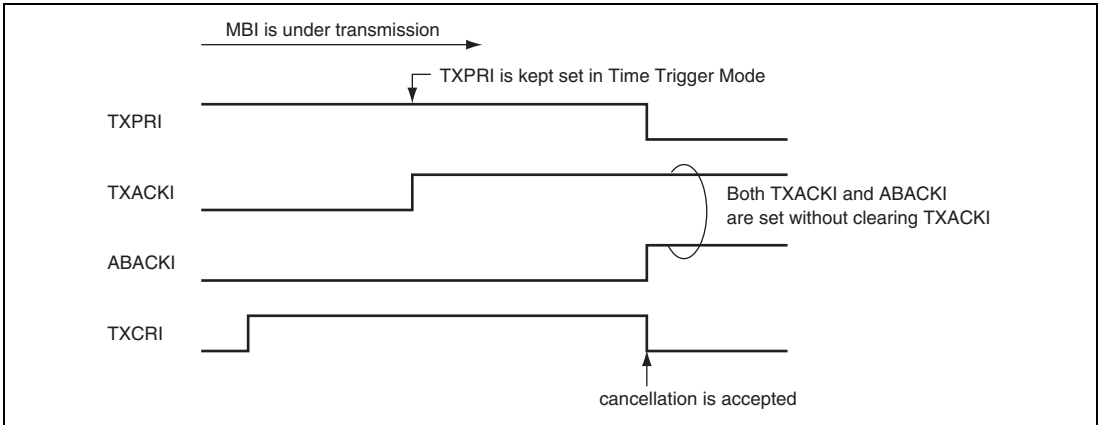 MBI is under transmission
TXPRI is kept set in Time Trigger Mode
TXPRI
TXACKI
Both TXACKI and ABACKI
are set without clearing TXACKI
ABACKI
TXCRI
cancellation is accepted